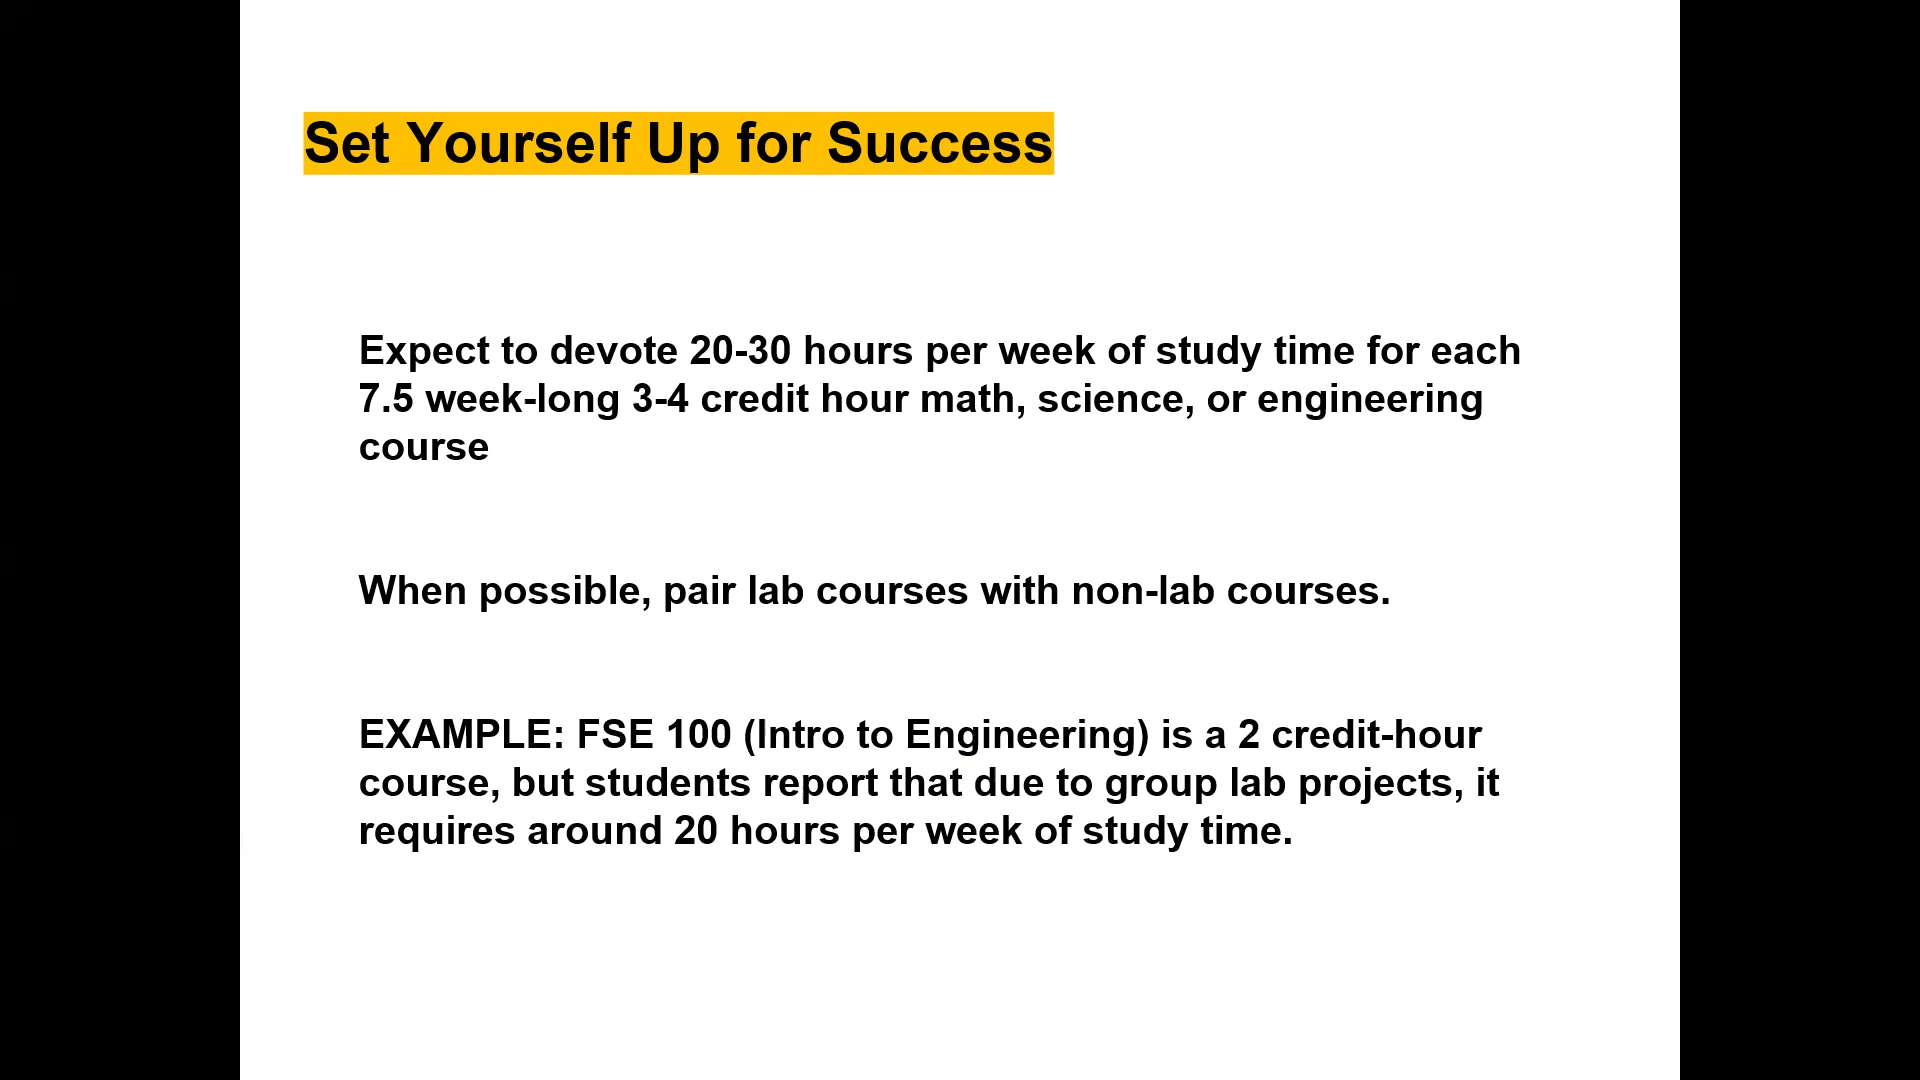 Set Yourself Up for Success
Expect to devote 20-30 hours per week of study time for each
7.5 week-long 3-4 credit hour math, science, or engineering
course
When possible, pair lab courses with non-lab courses.
EXAMPLE: FSE 100 (Intro to Engineering) is a 2 credit-hour
course, but students report that due to group lab projects, it
requires around 20 hours per week of study time.